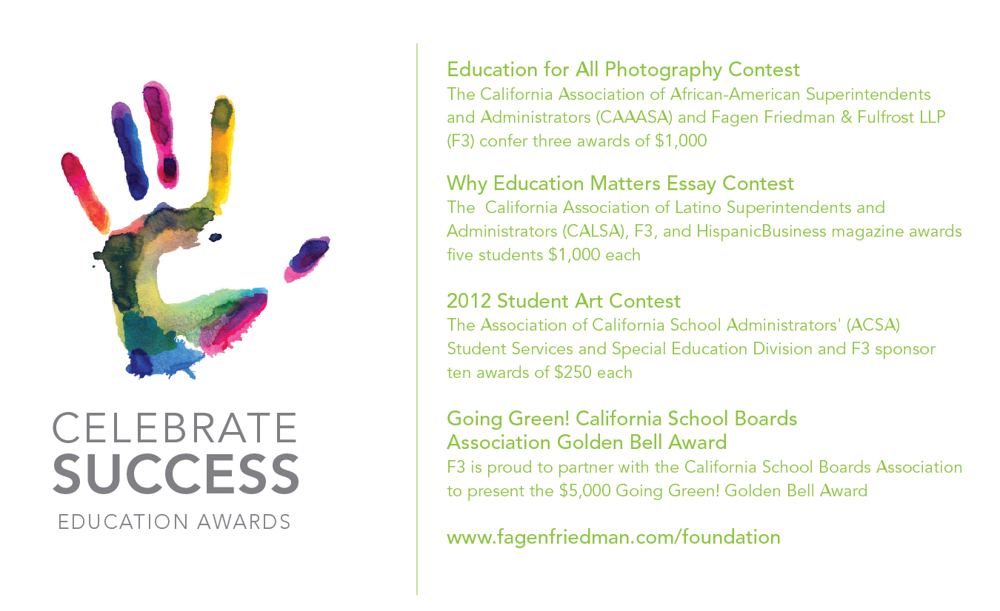 CELEBRATE
SUCCESS
EDUCATION AWARDS
Education for All Photography Contest
The California Association of African-American Superintendents
and Administrators (CAAASA) and Fagen Friedman & Fulfrost LLP
(F3) confer three awards of $1,000
Why Education Matters Essay Contest
The  California Association of Latino Superintendents and
Administrators (CALSA), F3, and HispanicBusiness magazine awards
five students $1,000 each
2012 Student Art Contest
The Association of California School Administrators' (ACSA)
Student Services and Special Education Division and F3 sponsor
ten awards of $250 each
Going Green! California School Boards
Association Golden Bell Award
F3 is proud to partner with the California School Boards Association
to present the $5,000 Going Green! Golden Bell Award
www.fagenfriedman.com/foundation